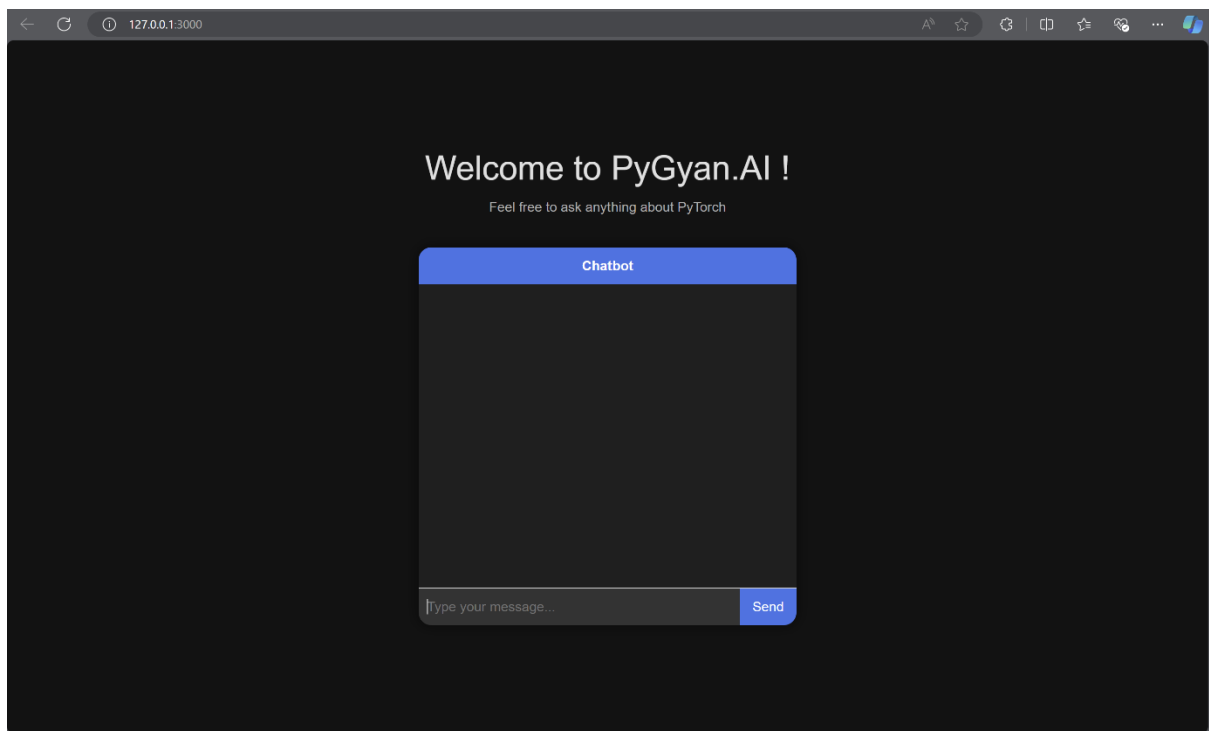 127.0.0.1:3000
Welcome to PyGyan.AI !
Feel free to ask anything about PyTorch
Chatbot
Type your message...
Send